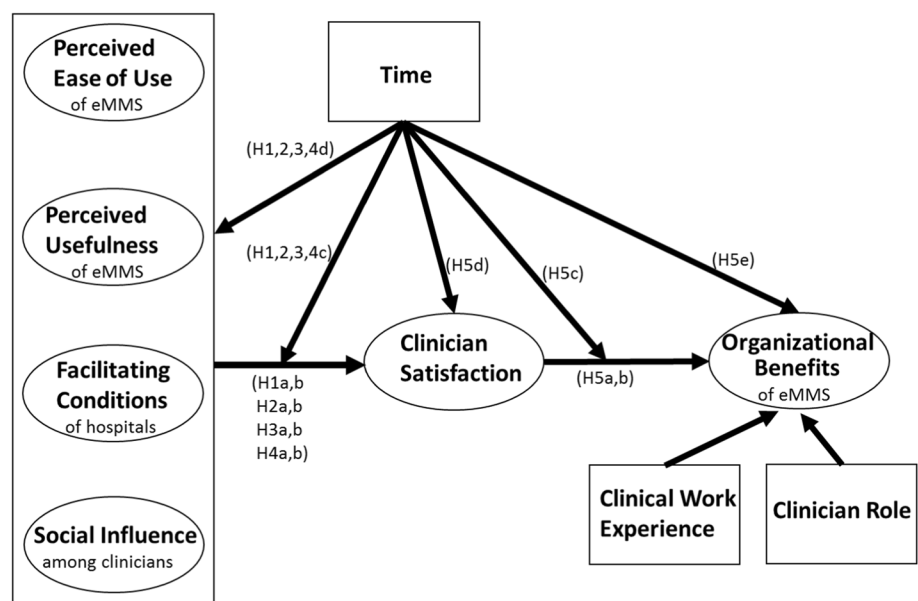 Perceived
Ease of Use
of eMMS
Time
(H1,2,3,4d)
Perceived
Usefulness
of eMMS
(H1,2,3,4c)
(H5d)
(H5c)
(H5e)
Facilitating
Conditions
of hospitals
(H1a,b
H2a,b
H3a,b
H4a,b)
Clinician
Satisfaction
(H5a,b)
Organizational
Benefits
of eMMS
Social Influence
among clinicians
Clinical Work
Experience
Clinician Role